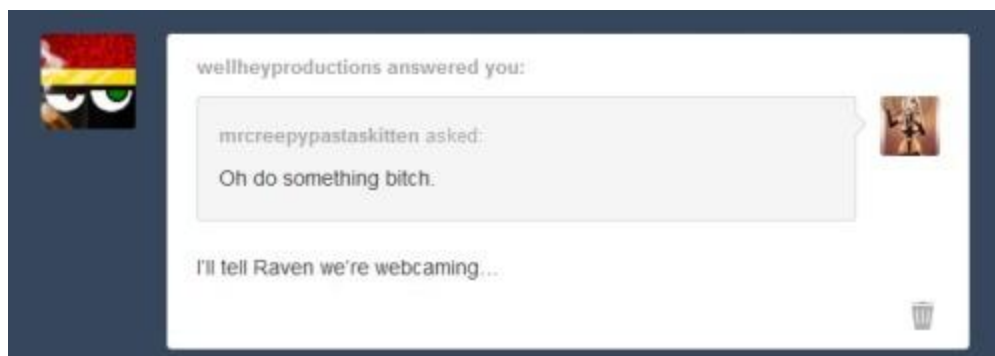 wellheyproductions answered you:
mrcreepypastaskitten asked:
Oh do something bitch.
I'll tell Raven we're webcaming...